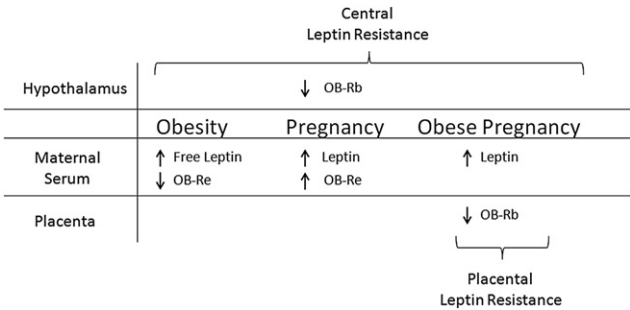 Central
Leptin Resistance
Hypothalamus ↓ OB-Rb
Obesity Pregnancy Obese Pregnancy
Maternal Serum ↑ Free Leptin ↑ Leptin ↑ Leptin
↓ OB-Re ↑ OB-Re
Placenta ↓ OB-Rb
Placental
Leptin Resistance